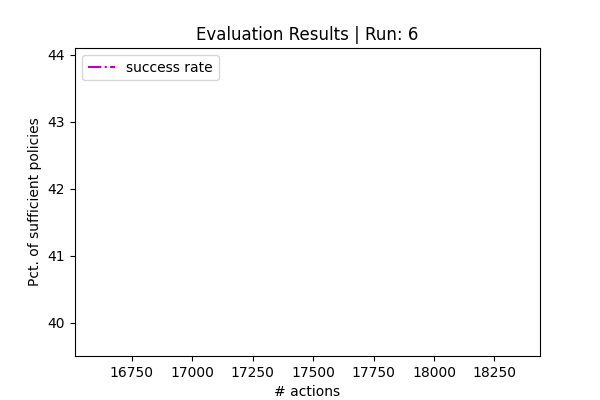 Evaluation Results | Run: 6
success rate
Pct. of sufficient policies
44
43
42
41
40
16750 17000 17250 17500 17750 18000 18250
# actions